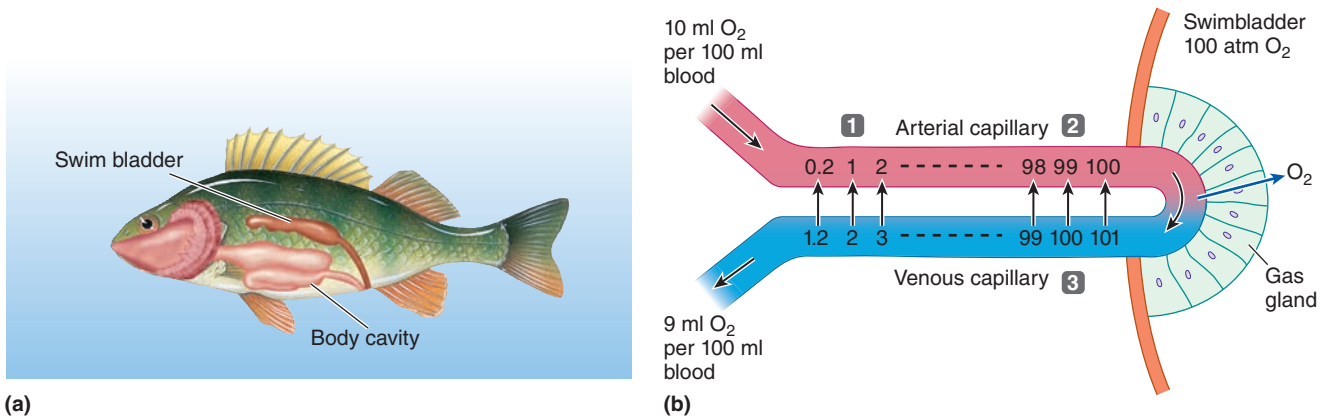 Swim bladder
Body cavity
(a)
10 ml O₂
per 100 ml
blood
Swimbladder
100 atm O₂
1
Arterial capillary 2
0.2 1 2 - - - - - - - - 98 99 100
O₂
1.2 2 3 - - - - - - - - 99 100 101
Venous capillary 3
Gas
gland
9 ml O₂
per 100 ml
blood
(b)